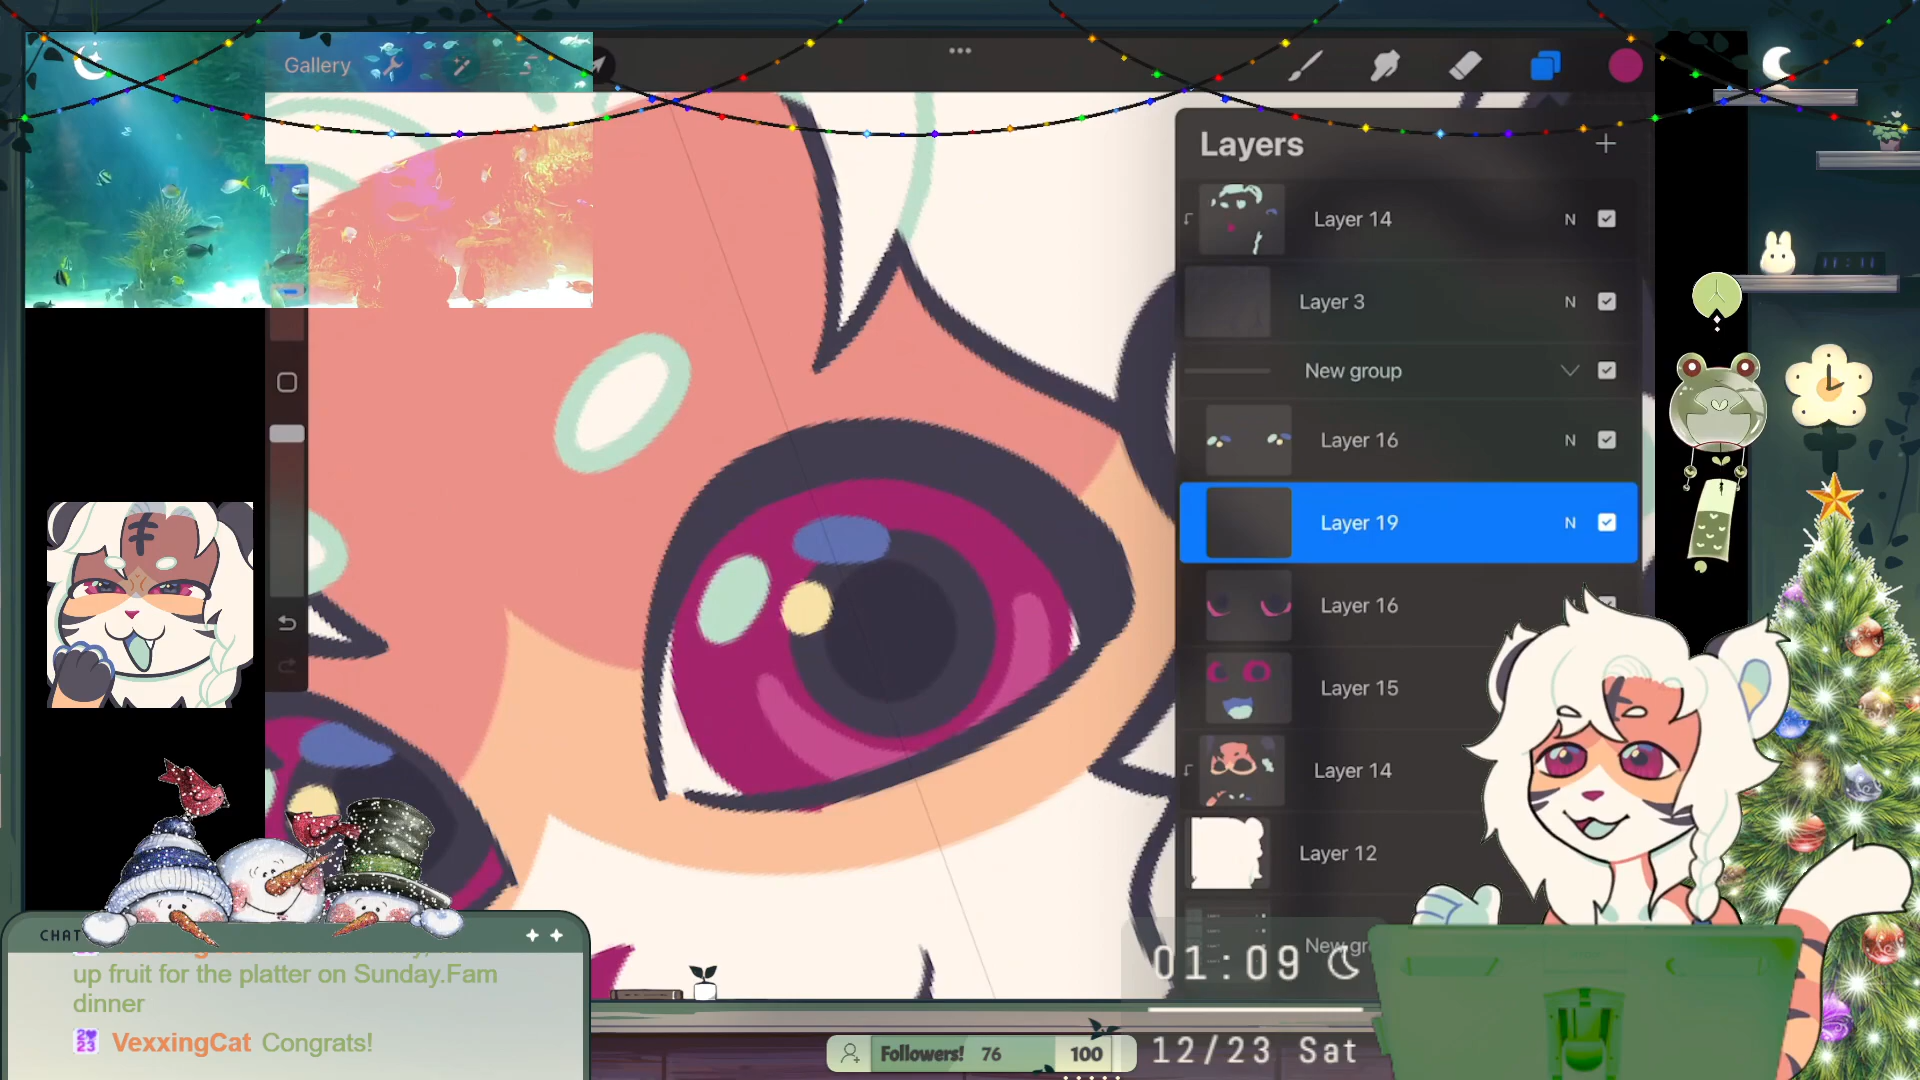 Gallery
Layers
Layer 14
N
Layer 3
N
New group
Layer 16
N
Layer 19
N
Layer 16
Layer 15
Layer 14
Layer 12
01:09
12/23 Sat
CHAT
up fruit for the platter on Sunday.Fam
dinner
VexxingCat Congrats!
Followers! 76 100